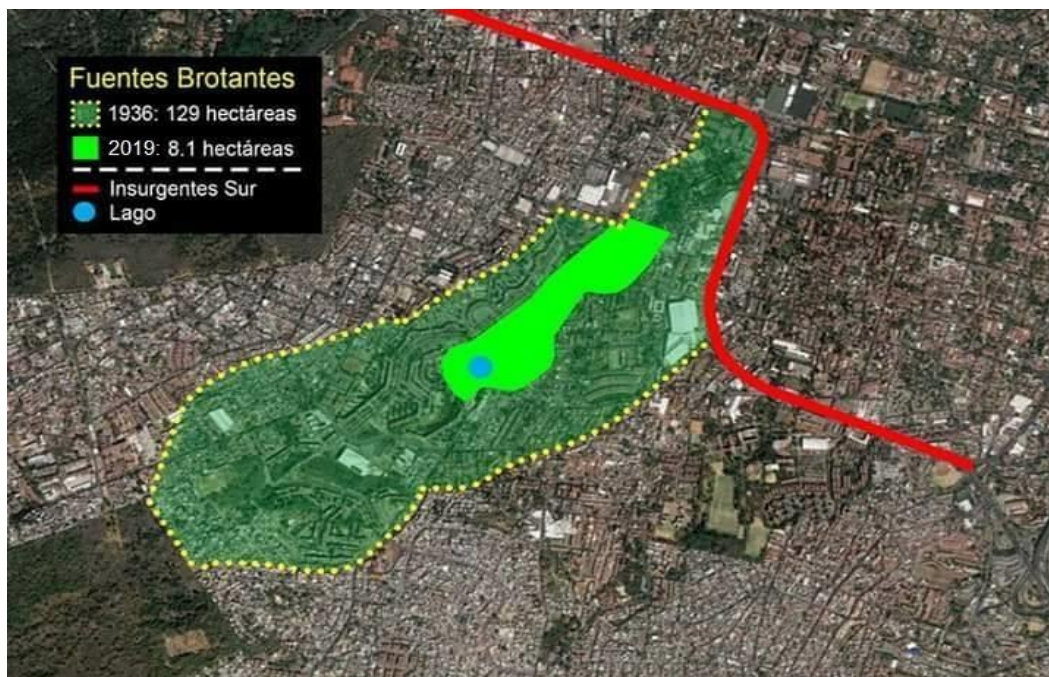 Fuentes Brotantes
1936: 129 hectáreas
2019: 8.1 hectáreas
Insurgentes Sur
Lago